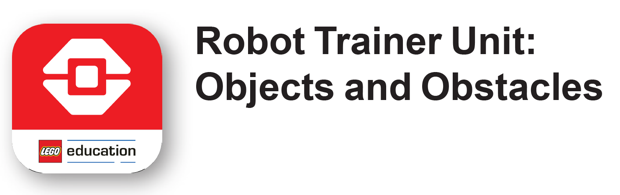 Robot Trainer Unit:
Objects and Obstacles
LEGO education